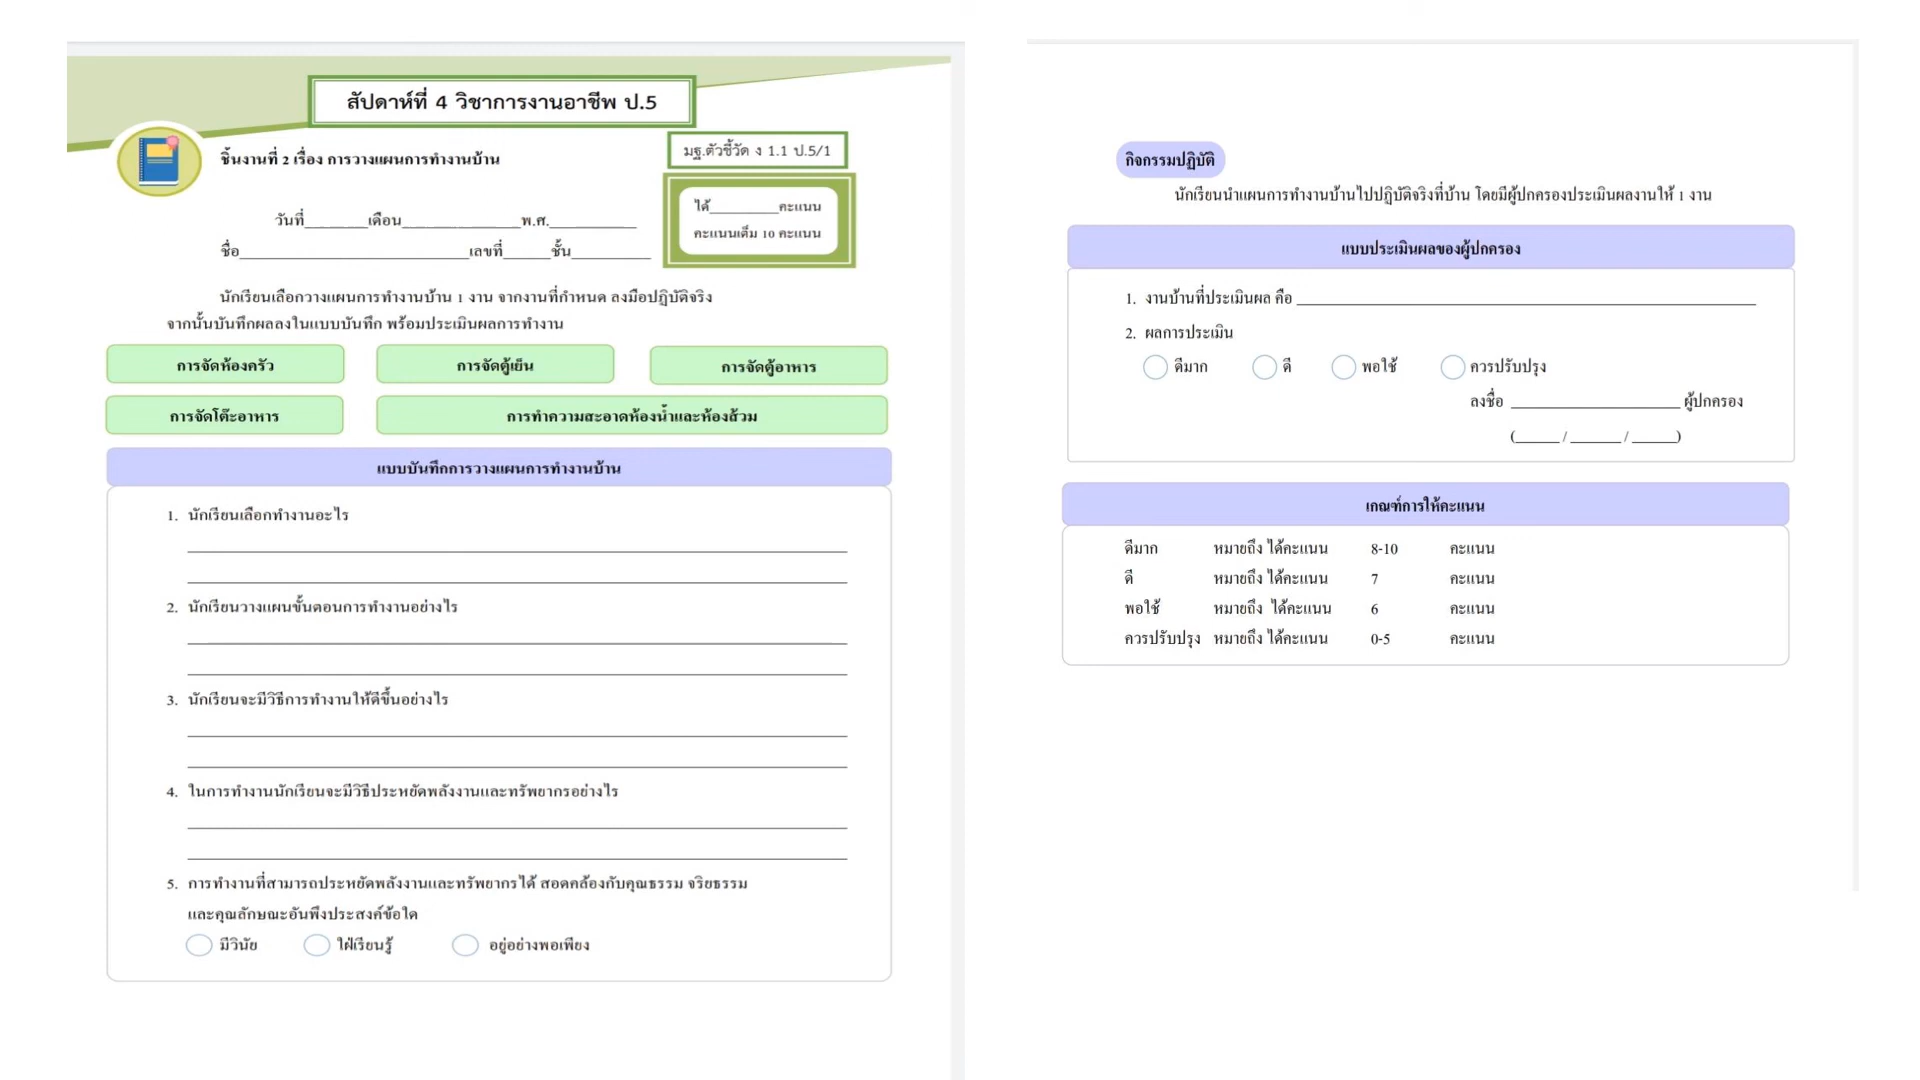 สัปดาห์ที่ 4 วิชาการงานอาชีพ ป.5
ชิ้นงานที่ 2 เรื่อง การวางแผนการทำงานบ้าน
มฐ.ตัวชี้วัด ง 1.1 ป.5/1
ได้__________คะแนน
คะแนนเต็ม 10 คะแนน
วันที่________เดือน_______________พ.ศ.___________
ชื่อ_____________________________เลขที่______ชั้น__________
นักเรียนเลือกวางแผนการทำงานบ้าน 1 งาน จากงานที่กำหนด ลงมือปฏิบัติจริง
จากนั้นบันทึกผลลงในแบบบันทึก พร้อมประเมินผลการทำงาน
การจัดห้องครัว
การจัดตู้เย็น
การจัดตู้อาหาร
การจัดโต๊ะอาหาร
การทำความสะอาดห้องน้ำและห้องส้วม
แบบบันทึกการวางแผนการทำงานบ้าน
1. นักเรียนเลือกทำงานอะไร
2. นักเรียนวางแผนขั้นตอนการทำงานอย่างไร
3. นักเรียนจะมีวิธีการทำงานให้ดีขึ้นอย่างไร
4. ในการทำงานนักเรียนจะมีวิธีประหยัดพลังงานและทรัพยากรอย่างไร
5. การทำงานที่สามารถประหยัดพลังงานและทรัพยากรได้ สอดคล้องกับคุณธรรม จริยธรรม
และคุณลักษณะอันพึงประสงค์ข้อใด
มีวินัย ใฝ่เรียนรู้ อยู่อย่างพอเพียง
กิจกรรมปฏิบัติ
นักเรียนนำแผนการทำงานบ้านไปปฏิบัติจริงที่บ้าน โดยมีผู้ปกครองประเมินผลงานให้ 1 งาน
แบบประเมินผลของผู้ปกครอง
1. งานบ้านที่ประเมินผล คือ ______________________________
2. ผลการประเมิน
ดีมาก ดี พอใช้ ควรปรับปรุง
ลงชื่อ ____________________ ผู้ปกครอง
(_____ / ______ / ______)
เกณฑ์การให้คะแนน
ดีมาก หมายถึง ได้คะแนน 8-10 คะแนน
ดี หมายถึง ได้คะแนน 7 คะแนน
พอใช้ หมายถึง ได้คะแนน 6 คะแนน
ควรปรับปรุง หมายถึง ได้คะแนน 0-5 คะแนน